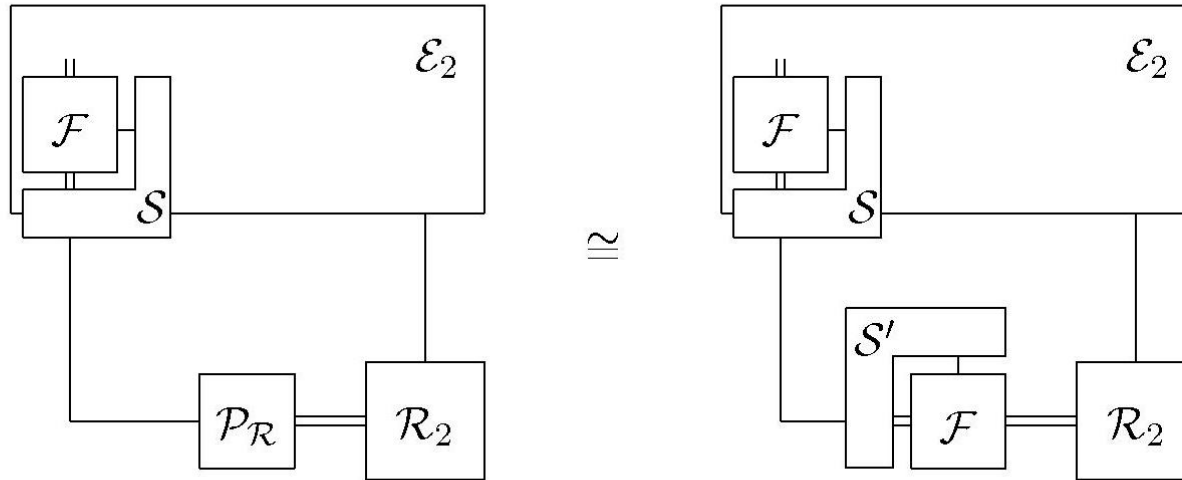 ℰ₂ ℰ₂
ℱ ℱ
𝒮 𝒮
≊
𝒮′
𝒫_ℛ ℛ₂ ℱ ℛ₂